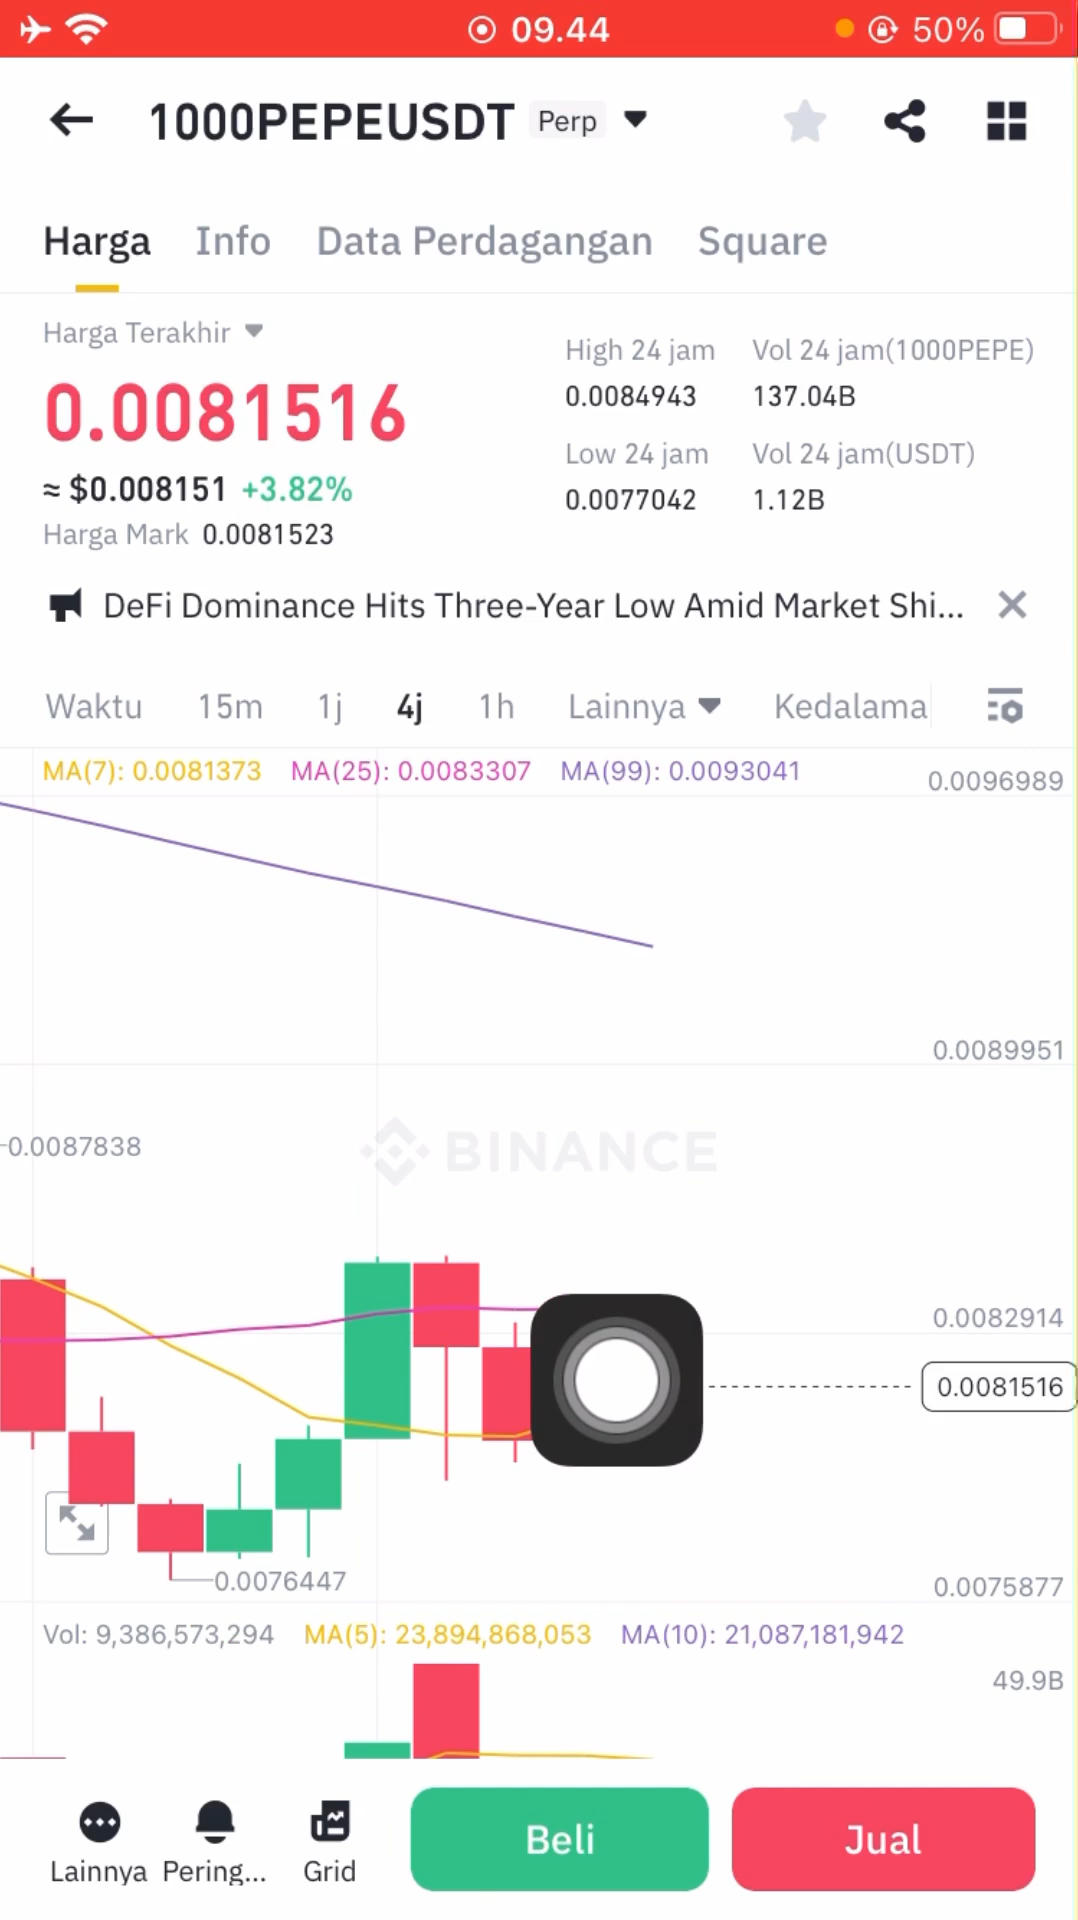 09.44
50%
1000PEPEUSDT Perp
Harga Info Data Perdagangan Square
Harga Terakhir
0.0081516
≈ $0.008151 +3.82%
Harga Mark 0.0081523
High 24 jam Vol 24 jam(1000PEPE)
0.0084943 137.04B
Low 24 jam Vol 24 jam(USDT)
0.0077042 1.12B
DeFi Dominance Hits Three-Year Low Amid Market Shi...
Waktu 15m 1j 4j 1h Lainnya Kedalama
MA(7): 0.0081373 MA(25): 0.0083307 MA(99): 0.0093041
0.0096989
0.0089951
0.0087838
BINANCE
0.0082914
0.0081516
0.0076447
0.0075877
Vol: 9,386,573,294 MA(5): 23,894,868,053 MA(10): 21,087,181,942
49.9B
Lainnya Pering... Grid Beli Jual